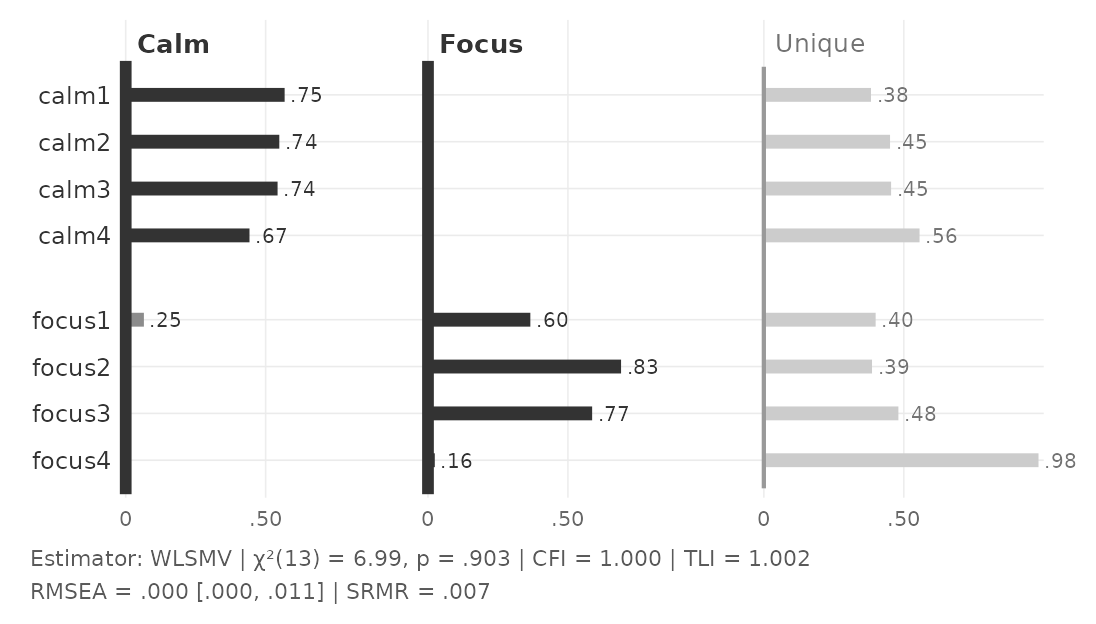 Calm Focus Unique
calm1 .75 .38
calm2 .74 .45
calm3 .74 .45
calm4 .67 .56
focus1 .25 .60 .40
focus2 .83 .39
focus3 .77 .48
focus4 .16 .98
0 .50 0 .50 0 .50
Estimator: WLSMV | χ²(13) = 6.99, p = .903 | CFI = 1.000 | TLI = 1.002
RMSEA = .000 [.000, .011] | SRMR = .007